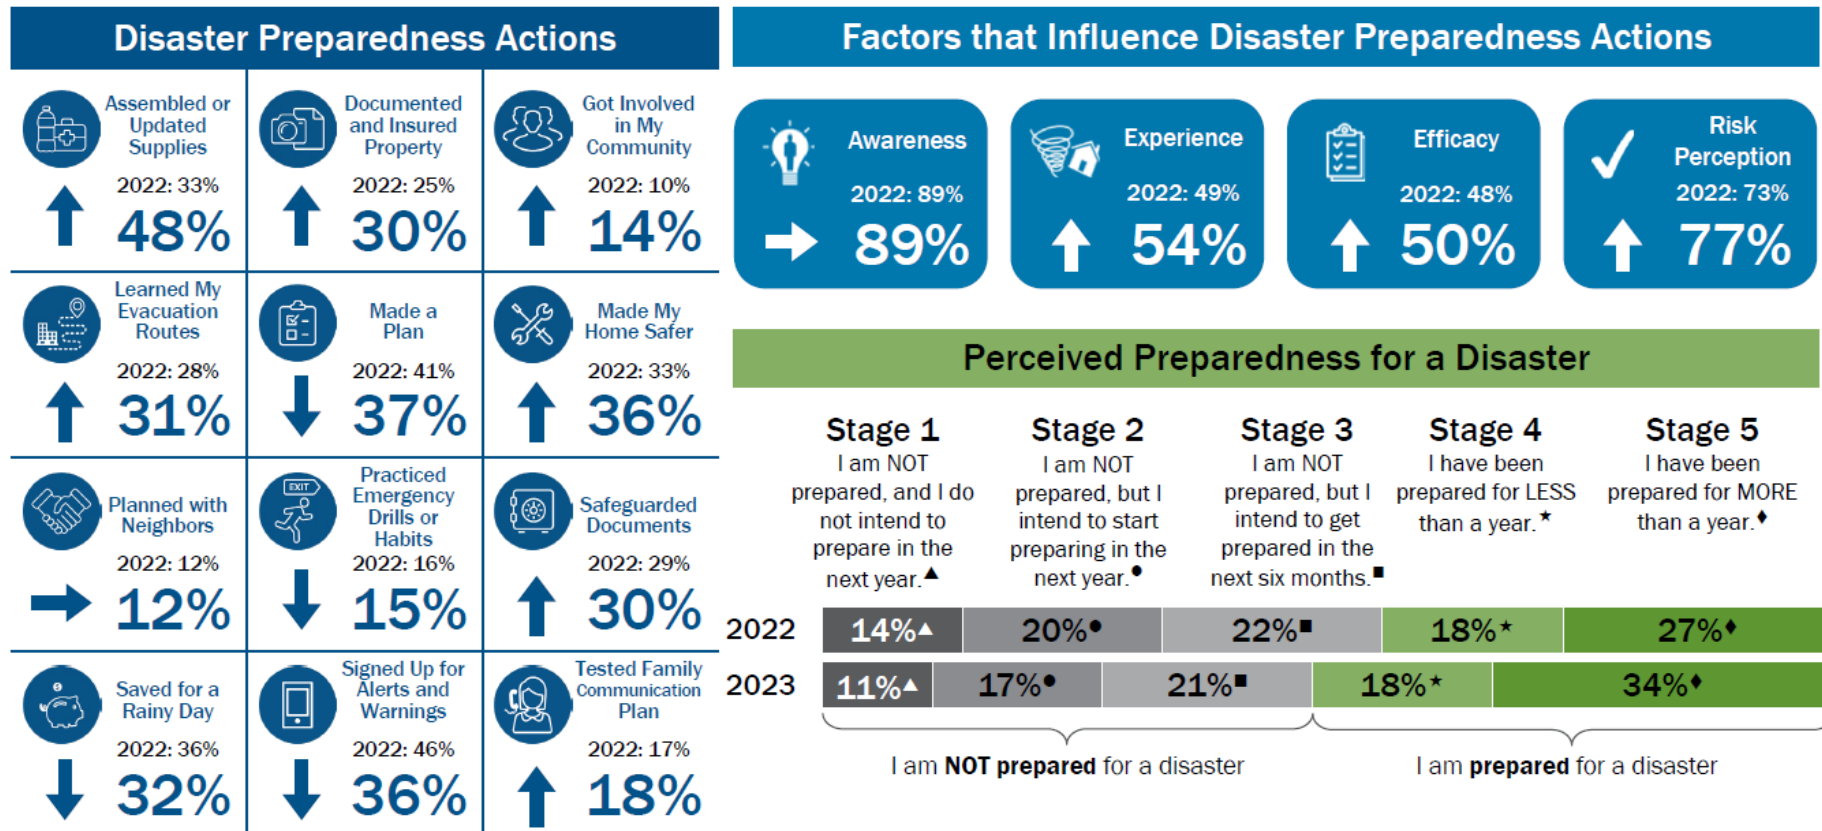 Disaster Preparedness Actions
Assembled or
Updated
Supplies
2022: 33%
48%
Documented
and Insured
Property
2022: 25%
30%
Got Involved
in My
Community
2022: 10%
14%
Learned My
Evacuation
Routes
2022: 28%
31%
Made a
Plan
2022: 41%
37%
Made My
Home Safer
2022: 33%
36%
Planned with
Neighbors
2022: 12%
12%
EXIT
Practiced
Emergency
Drills or
Habits
2022: 16%
15%
Safeguarded
Documents
2022: 29%
30%
Saved for a
Rainy Day
2022: 36%
32%
Signed Up for
Alerts and
Warnings
2022: 46%
36%
Tested Family
Communication
Plan
2022: 17%
18%
Factors that Influence Disaster Preparedness Actions
Awareness
2022: 89%
89%
Experience
2022: 49%
54%
Efficacy
2022: 48%
50%
Risk
Perception
2022: 73%
77%
Perceived Preparedness for a Disaster
Stage 1
I am NOT
prepared, and I do
not intend to
prepare in the
next year.▲
Stage 2
I am NOT
prepared, but I
intend to start
preparing in the
next year.●
Stage 3
I am NOT
prepared, but I
intend to get
prepared in the
next six months.■
Stage 4
I have been
prepared for LESS
than a year.★
Stage 5
I have been
prepared for MORE
than a year.♦
2022 14%▲ 20%● 22%■ 18%★ 27%♦
2023 11%▲ 17%● 21%■ 18%★ 34%♦
I am NOT prepared for a disaster
I am prepared for a disaster